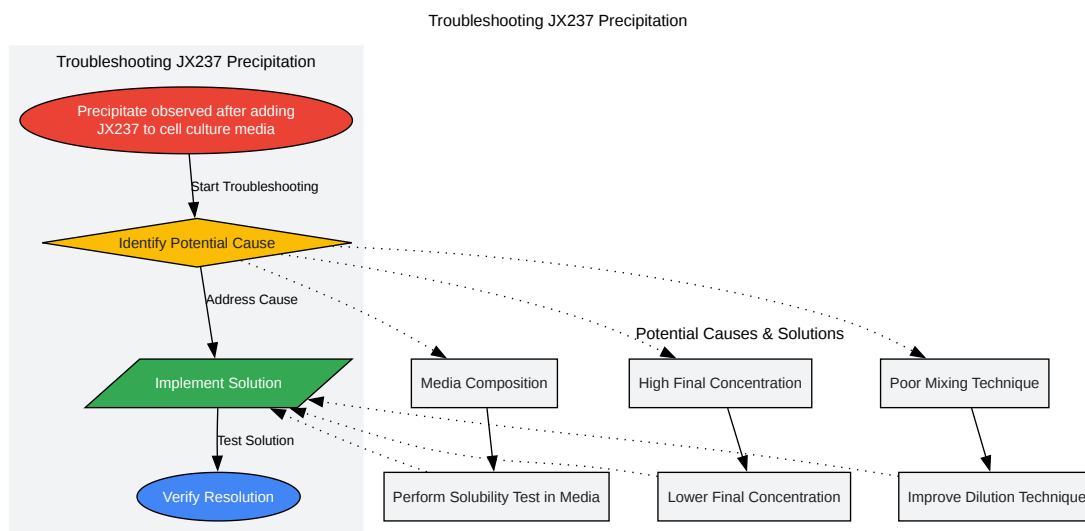 Troubleshooting JX237 Precipitation
Troubleshooting JX237 Precipitation
Precipitate observed after adding
JX237 to cell culture media
Start Troubleshooting
Identify Potential Cause
Address Cause
Potential Causes & Solutions
Implement Solution
Media Composition
High Final Concentration
Poor Mixing Technique
Test Solution
Verify Resolution
Perform Solubility Test in Media
Lower Final Concentration
Improve Dilution Technique